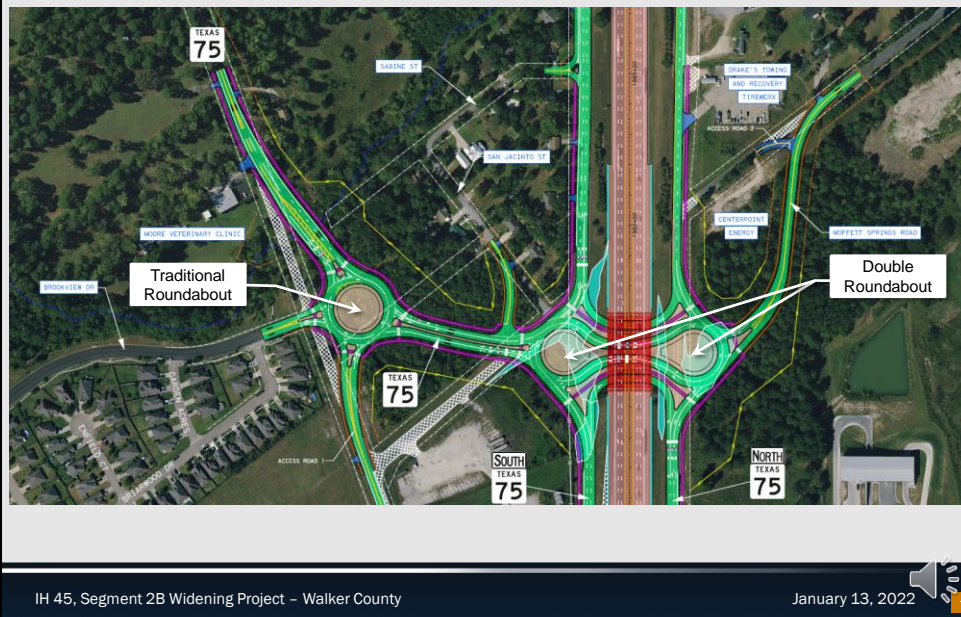 TEXAS
75
SABINE ST
DRAKE'S TOWING
AND RECOVERY
TIREWERX
ACCESS ROAD 2
SAN JACINTO ST
MOORE VETERINARY CLINIC
CENTERPOINT
ENERGY
MOFFETT SPRINGS ROAD
BROOKVIEW DR
Traditional
Roundabout
Double
Roundabout
TEXAS
75
ACCESS ROAD 1
SOUTH
TEXAS
75
NORTH
TEXAS
75
IH 45, Segment 2B Widening Project – Walker County
January 13, 2022